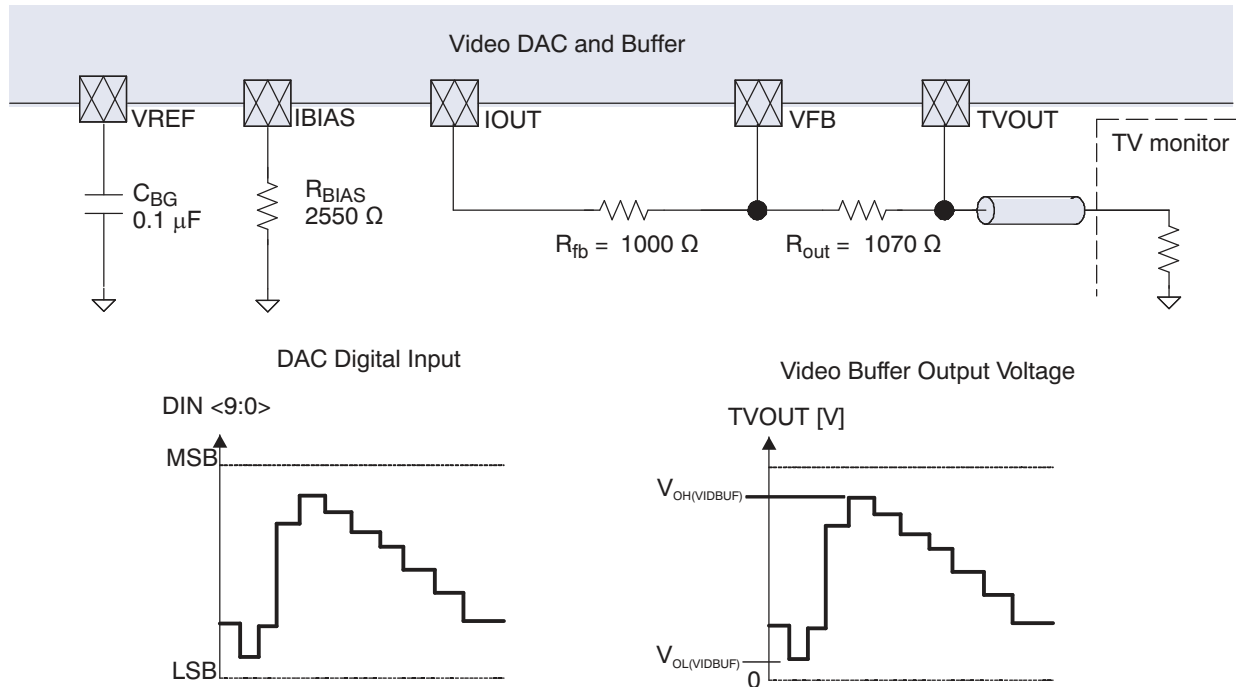 Video DAC and Buffer
VREF
IBIAS
IOUT
VFB
TVOUT
TV monitor
C_BG
0.1 μF
R_BIAS
2550 Ω
R_fb = 1000 Ω
R_out = 1070 Ω
DAC Digital Input
Video Buffer Output Voltage
DIN <9:0>
TVOUT [V]
MSB
V_OH(VIDBUF)
LSB
V_OL(VIDBUF)
0